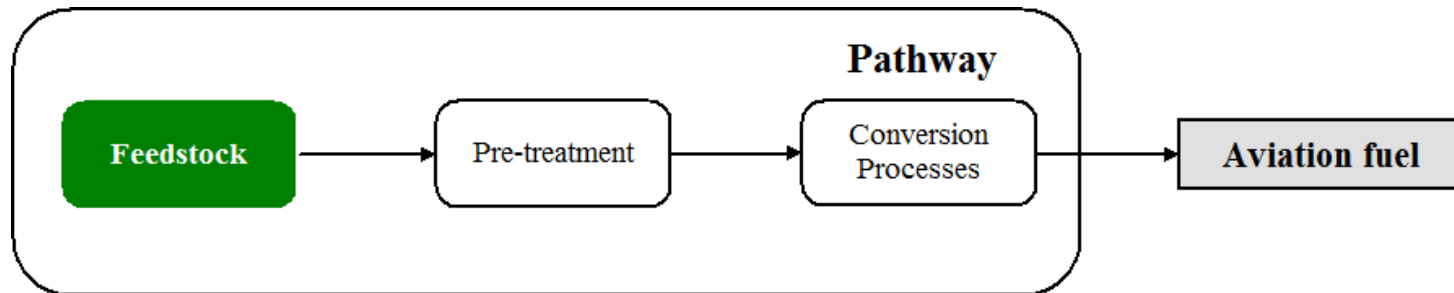 Pathway
Feedstock
Pre-treatment
Conversion
Processes
Aviation fuel